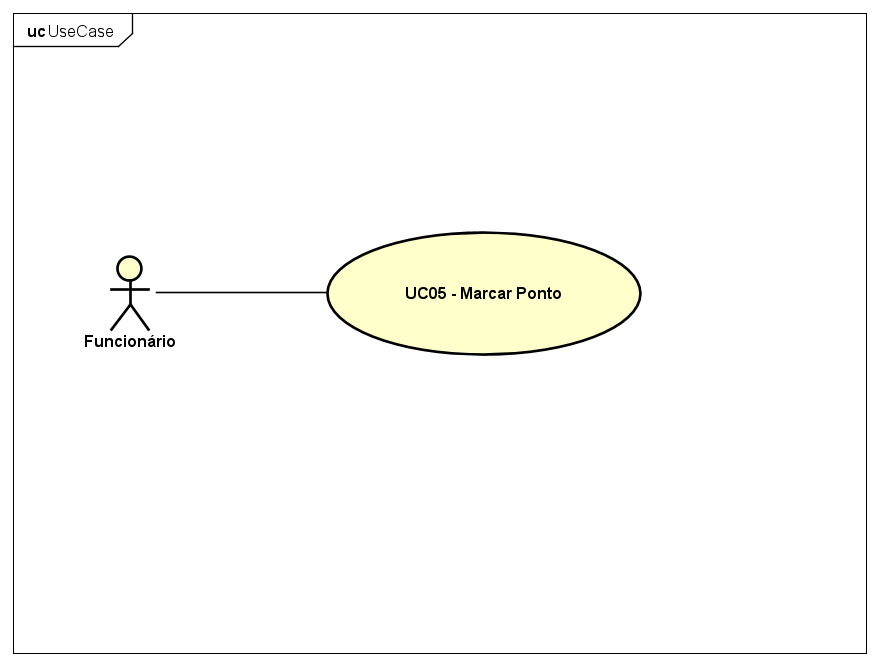 uc UseCase
UC05 - Marcar Ponto
Funcionário